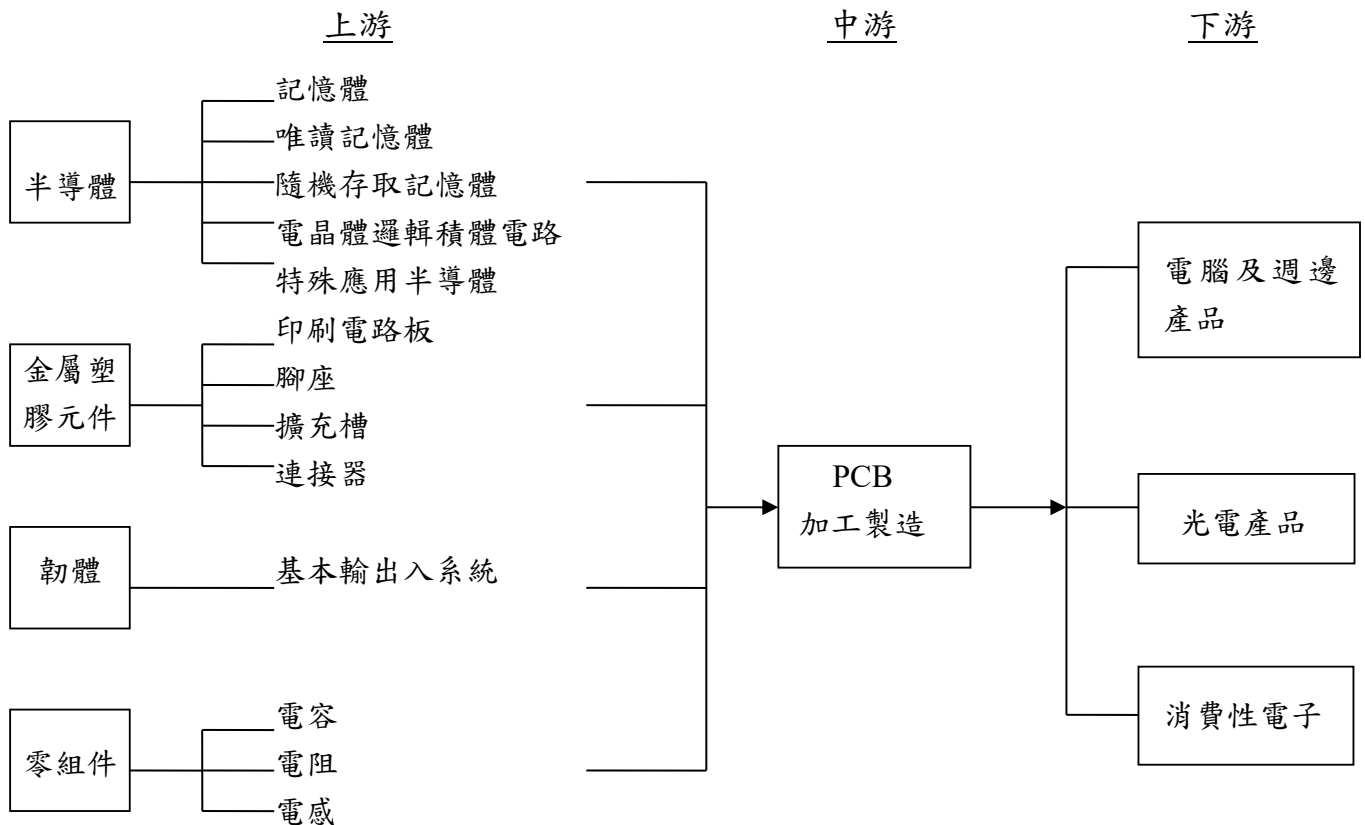 上游
中游
下游
半導體
記憶體
唯讀記憶體
隨機存取記憶體
電晶體邏輯積體電路
特殊應用半導體
金屬塑
膠元件
印刷電路板
腳座
擴充槽
連接器
韌體
基本輸出入系統
零組件
電容
電阻
電感
PCB
加工製造
電腦及週邊
產品
光電產品
消費性電子